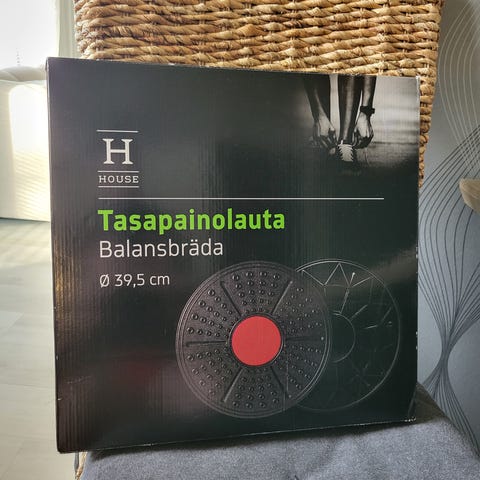 H
HOUSE
Tasapainolauta
Balansbräda
Ø 39,5 cm